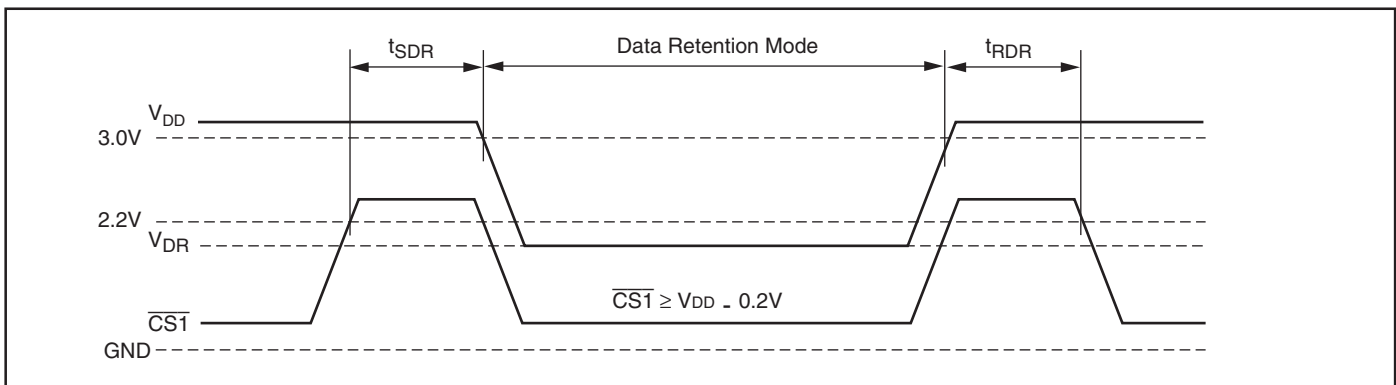 tSDR Data Retention Mode tRDR
VDD
3.0V
2.2V
VDR
CS1 ≥ VDD - 0.2V
CS1
GND